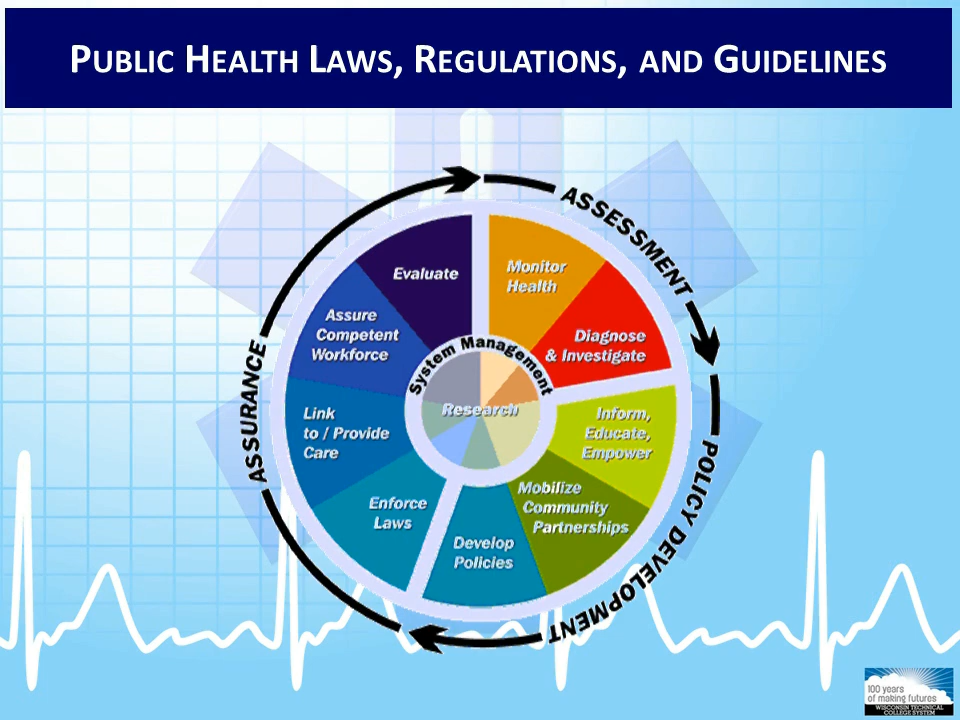 PUBLIC HEALTH LAWS, REGULATIONS, AND GUIDELINES
ASSESSMENT
POLICY DEVELOPMENT
ASSURANCE
Monitor
Health
Diagnose
& Investigate
Inform,
Educate,
Empower
Mobilize
Community
Partnerships
Develop
Policies
Enforce
Laws
Link
to / Provide
Care
Assure
Competent
Workforce
Evaluate
System Management
Research
100 years
of making futures
WISCONSIN TECHNICAL
COLLEGE SYSTEM